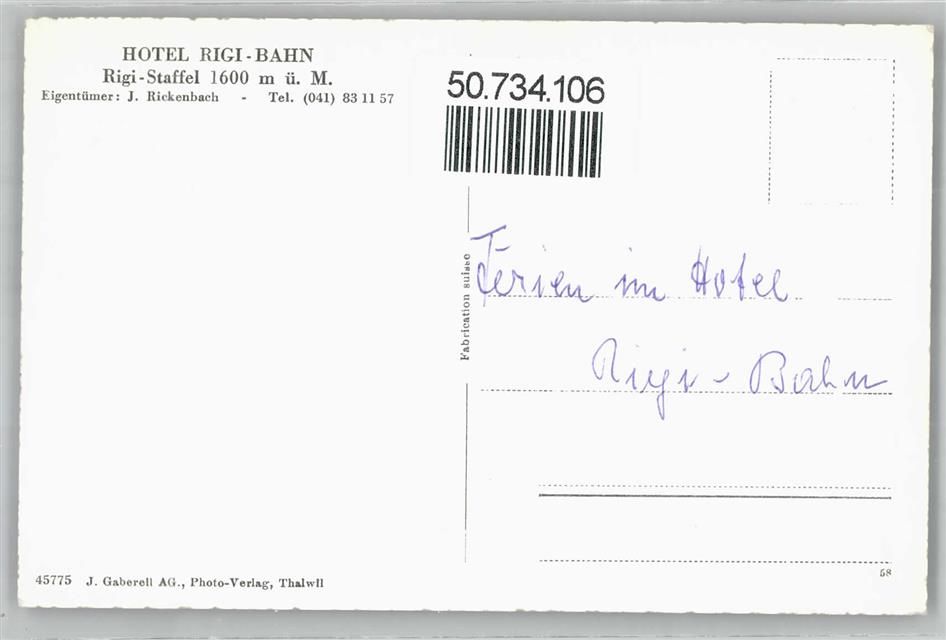 HOTEL RIGI-BAHN
Rigi-Staffel 1600 m ü. M.
Eigentümer: J. Rickenbach - Tel. (041) 83 11 57
50.734.106
Fabrication suisse
Ferien im Hotel
Rigi - Bahn
45775 J. Gaberell AG., Photo-Verlag, Thalwil
58